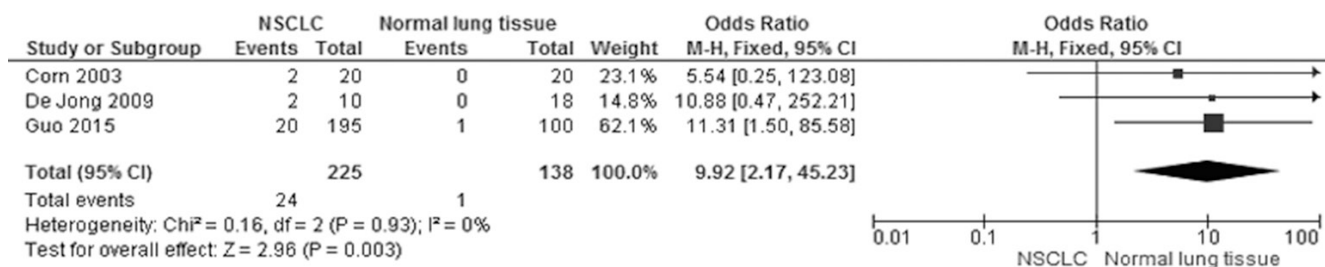 NSCLC Normal lung tissue Odds Ratio Odds Ratio
Study or Subgroup Events Total Events Total Weight M-H, Fixed, 95% CI M-H, Fixed, 95% CI
Corn 2003 2 20 0 20 23.1% 5.54 [0.25, 123.08]
De Jong 2009 2 10 0 18 14.8% 10.88 [0.47, 252.21]
Guo 2015 20 195 1 100 62.1% 11.31 [1.50, 85.58]
Total (95% CI) 225 138 100.0% 9.92 [2.17, 45.23]
Total events 24 1
Heterogeneity: Chi² = 0.16, df = 2 (P = 0.93); I² = 0%
Test for overall effect: Z = 2.96 (P = 0.003)
0.01 0.1 1 10 100
NSCLC Normal lung tissue